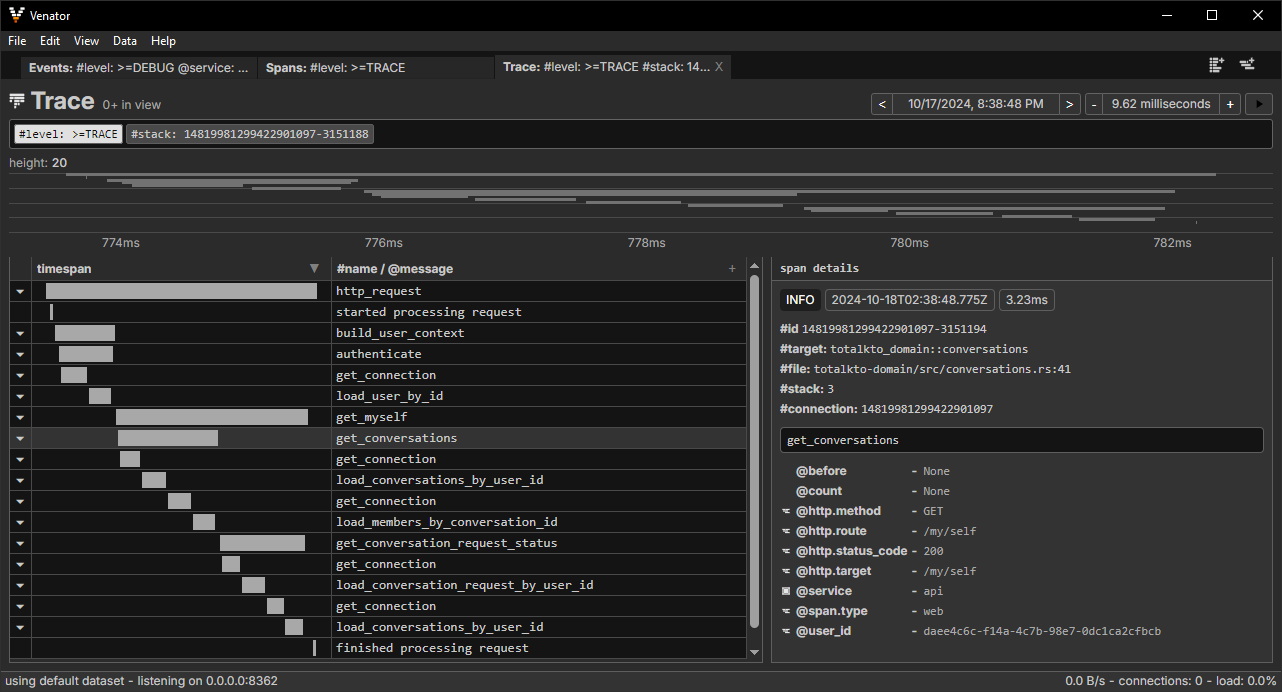 Venator
File Edit View Data Help
Events: #level: >=DEBUG @service: ... Spans: #level: >=TRACE Trace: #level: >=TRACE #stack: 14... X
Trace 0+ in view < 10/17/2024, 8:38:48 PM > - 9.62 milliseconds +
#level: >=TRACE #stack: 14819981299422901097-3151188
height: 20
774ms 776ms 778ms 780ms 782ms
timespan #name / @message +
http_request
started processing request
build_user_context
authenticate
get_connection
load_user_by_id
get_myself
get_conversations
get_connection
load_conversations_by_user_id
get_connection
load_members_by_conversation_id
get_conversation_request_status
get_connection
load_conversation_request_by_user_id
get_connection
load_conversations_by_user_id
finished processing request
span details
INFO 2024-10-18T02:38:48.775Z 3.23ms
#id 14819981299422901097-3151194
#target: totalkto_domain::conversations
#file: totalkto-domain/src/conversations.rs:41
#stack: 3
#connection: 14819981299422901097
get_conversations
@before - None
@count - None
@http.method - GET
@http.route - /my/self
@http.status_code - 200
@http.target - /my/self
@service - api
@span.type - web
@user_id - daee4c6c-f14a-4c7b-98e7-0dc1ca2cfbcb
using default dataset - listening on 0.0.0.0:8362 0.0 B/s - connections: 0 - load: 0.0%